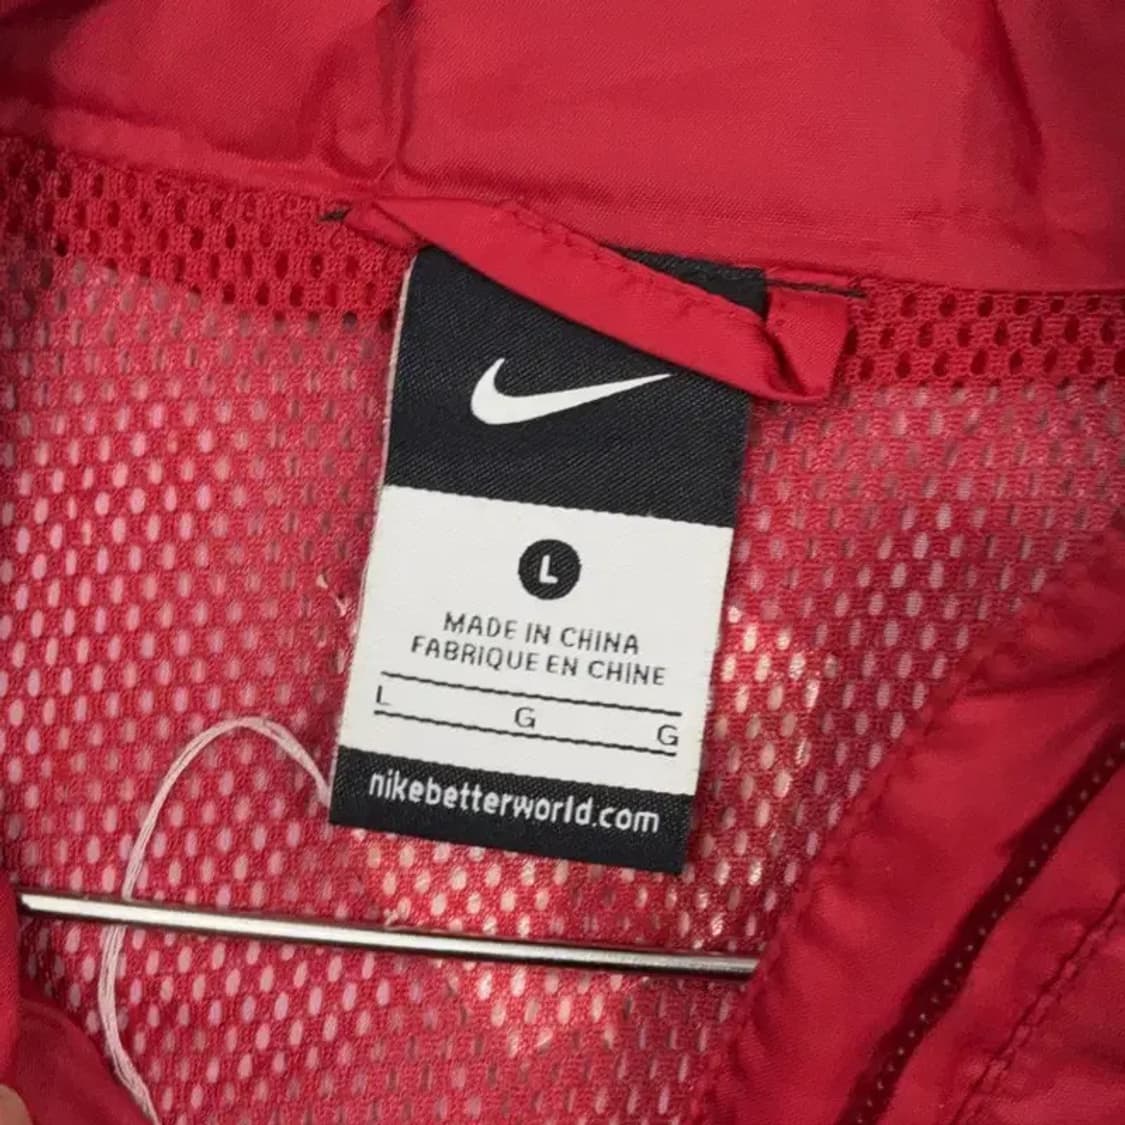 L
MADE IN CHINA
FABRIQUE EN CHINE
L G G
nikebetterworld.com